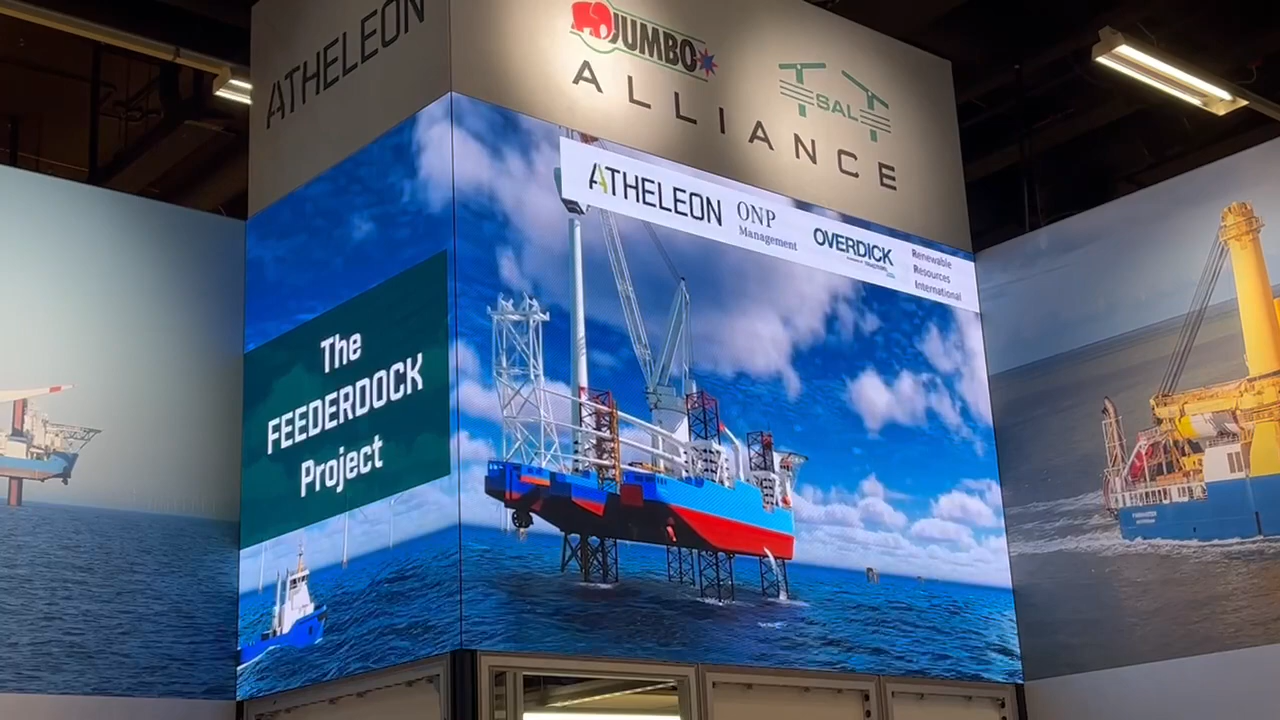 ATHELEON
JUMBO
SAL
ALLIANCE
ATHELEON
ONP
Management
OVERDICK
Renewable
Resources
International
The
FEEDERDOCK
Project